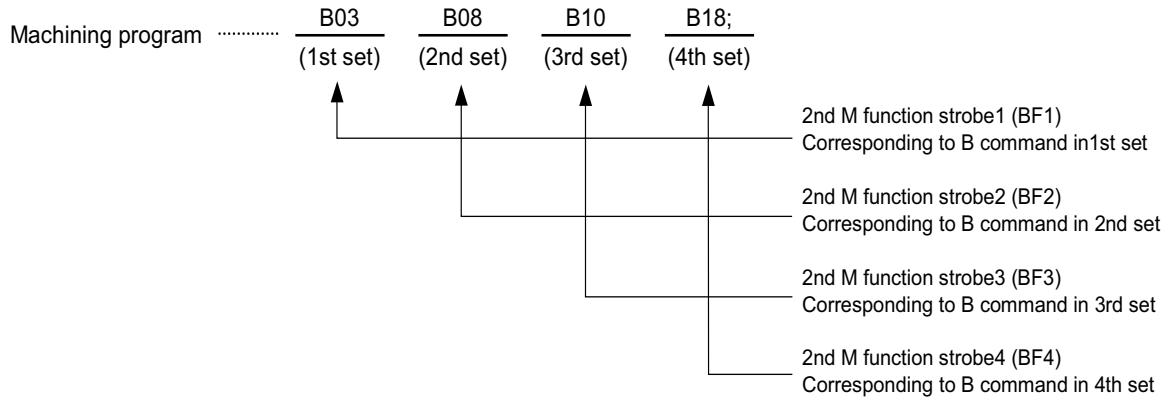 Machining program ············· B03 B08 B10 B18;
(1st set) (2nd set) (3rd set) (4th set)
2nd M function strobe1 (BF1)
Corresponding to B command in1st set
2nd M function strobe2 (BF2)
Corresponding to B command in 2nd set
2nd M function strobe3 (BF3)
Corresponding to B command in 3rd set
2nd M function strobe4 (BF4)
Corresponding to B command in 4th set